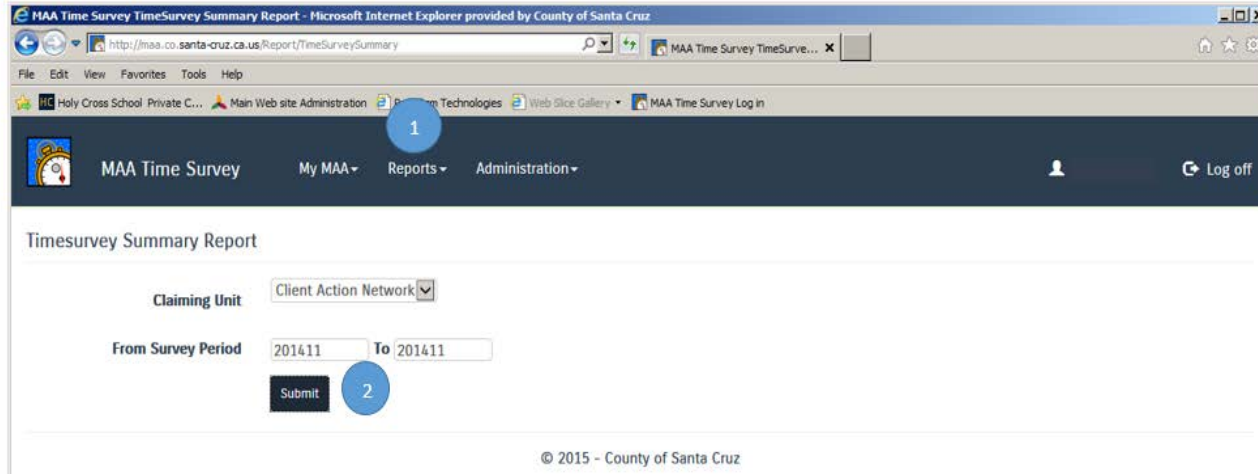 MAA Time Survey TimeSurvey Summary Report - Microsoft Internet Explorer provided by County of Santa Cruz
http://maa.co.santa-cruz.ca.us/Report/TimeSurveySummary MAA Time Survey TimeSurve...
File Edit View Favorites Tools Help
HC Holy Cross School Private C... Main Web site Administration Technologies Web Slice Gallery MAA Time Survey Log in
1
MAA Time Survey My MAA Reports Administration Log off
Timesurvey Summary Report
Claiming Unit Client Action Network
From Survey Period 201411 To 201411
Submit 2
© 2015 - County of Santa Cruz